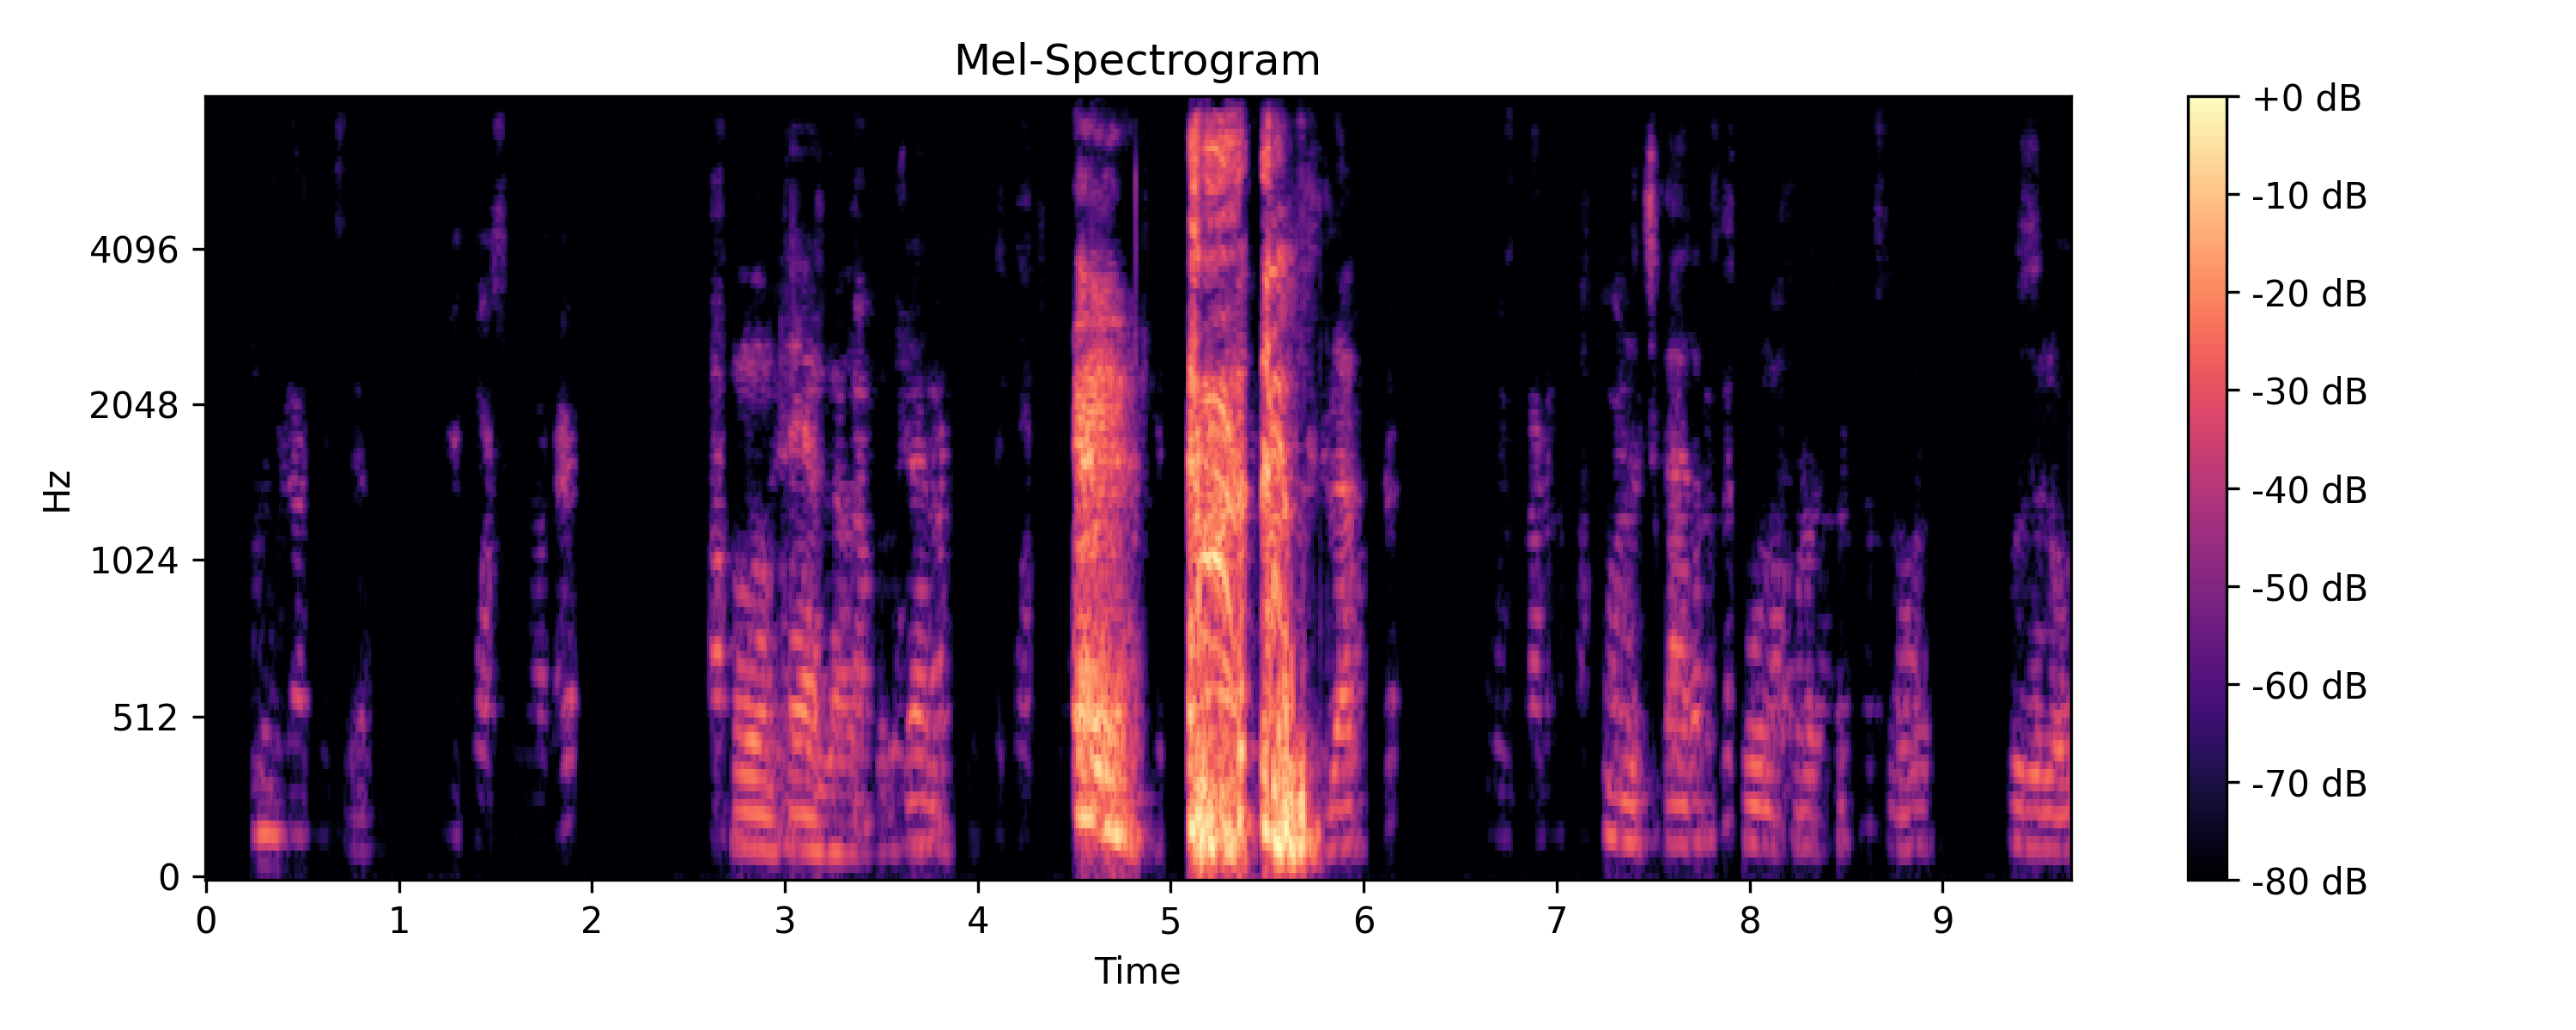 Mel-Spectrogram
+0 dB
4096
-10 dB
-20 dB
2048
-30 dB
Hz
-40 dB
1024
-50 dB
512
-60 dB
-70 dB
0
-80 dB
0 1 2 3 4 5 6 7 8 9
Time